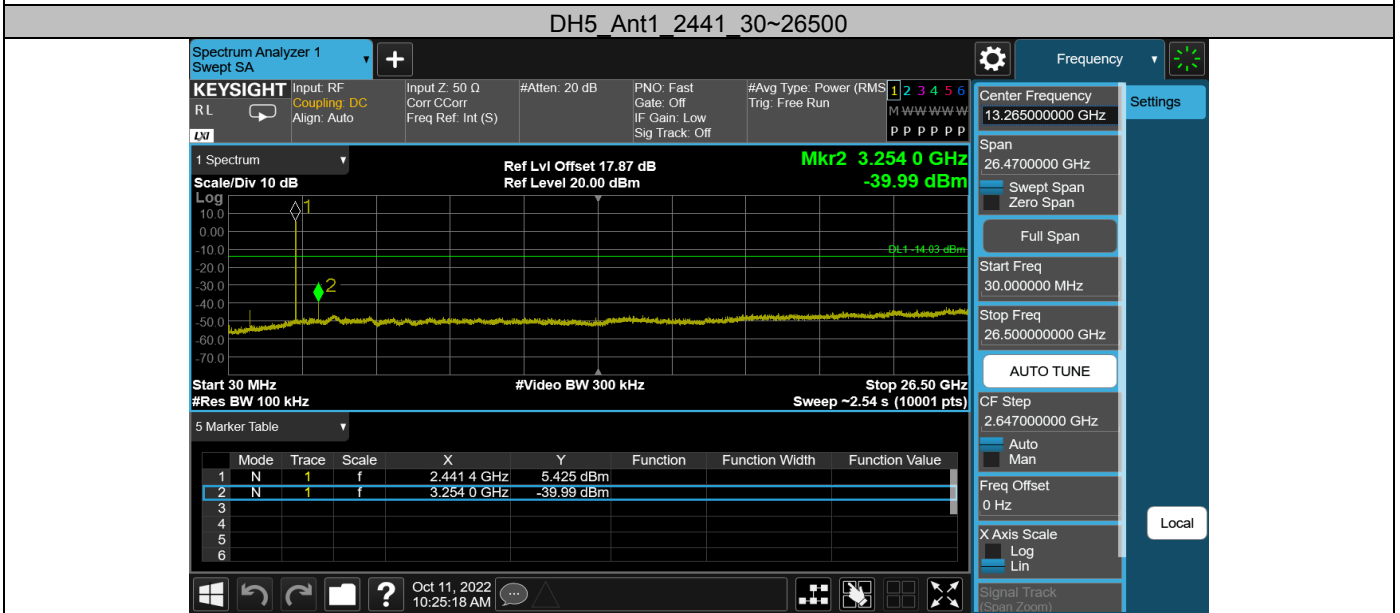 DH5_Ant1_2441_30~26500
Spectrum Analyzer 1
Swept SA
+
Frequency
KEYSIGHT
RL
LXI
Input: RF
Coupling: DC
Align: Auto
Input Z: 50 Ω
Corr CCorr
Freq Ref: Int (S)
#Atten: 20 dB
PNO: Fast
Gate: Off
IF Gain: Low
Sig Track: Off
#Avg Type: Power (RMS
Trig: Free Run
1 2 3 4 5 6
M W W W W W
P P P P P P
1 Spectrum
Scale/Div 10 dB
Ref Lvl Offset 17.87 dB
Ref Level 20.00 dBm
Mkr2 3.254 0 GHz
-39.99 dBm
Log
10.0
0.00
-10.0
-20.0
-30.0
-40.0
-50.0
-60.0
-70.0
1
2
DL1 -14.03 dBm
Start 30 MHz
#Res BW 100 kHz
#Video BW 300 kHz
Stop 26.50 GHz
Sweep ~2.54 s (10001 pts)
5 Marker Table
Mode Trace Scale X Y Function Function Width Function Value
1 N 1 f 2.441 4 GHz 5.425 dBm
2 N 1 f 3.254 0 GHz -39.99 dBm
3
4
5
6
?
Oct 11, 2022
10:25:18 AM
Center Frequency
13.265000000 GHz
Settings
Span
26.4700000 GHz
Swept Span
Zero Span
Full Span
Start Freq
30.000000 MHz
Stop Freq
26.500000000 GHz
AUTO TUNE
CF Step
2.647000000 GHz
Auto
Man
Freq Offset
0 Hz
Local
X Axis Scale
Log
Lin
Signal Track
(Span Zoom)